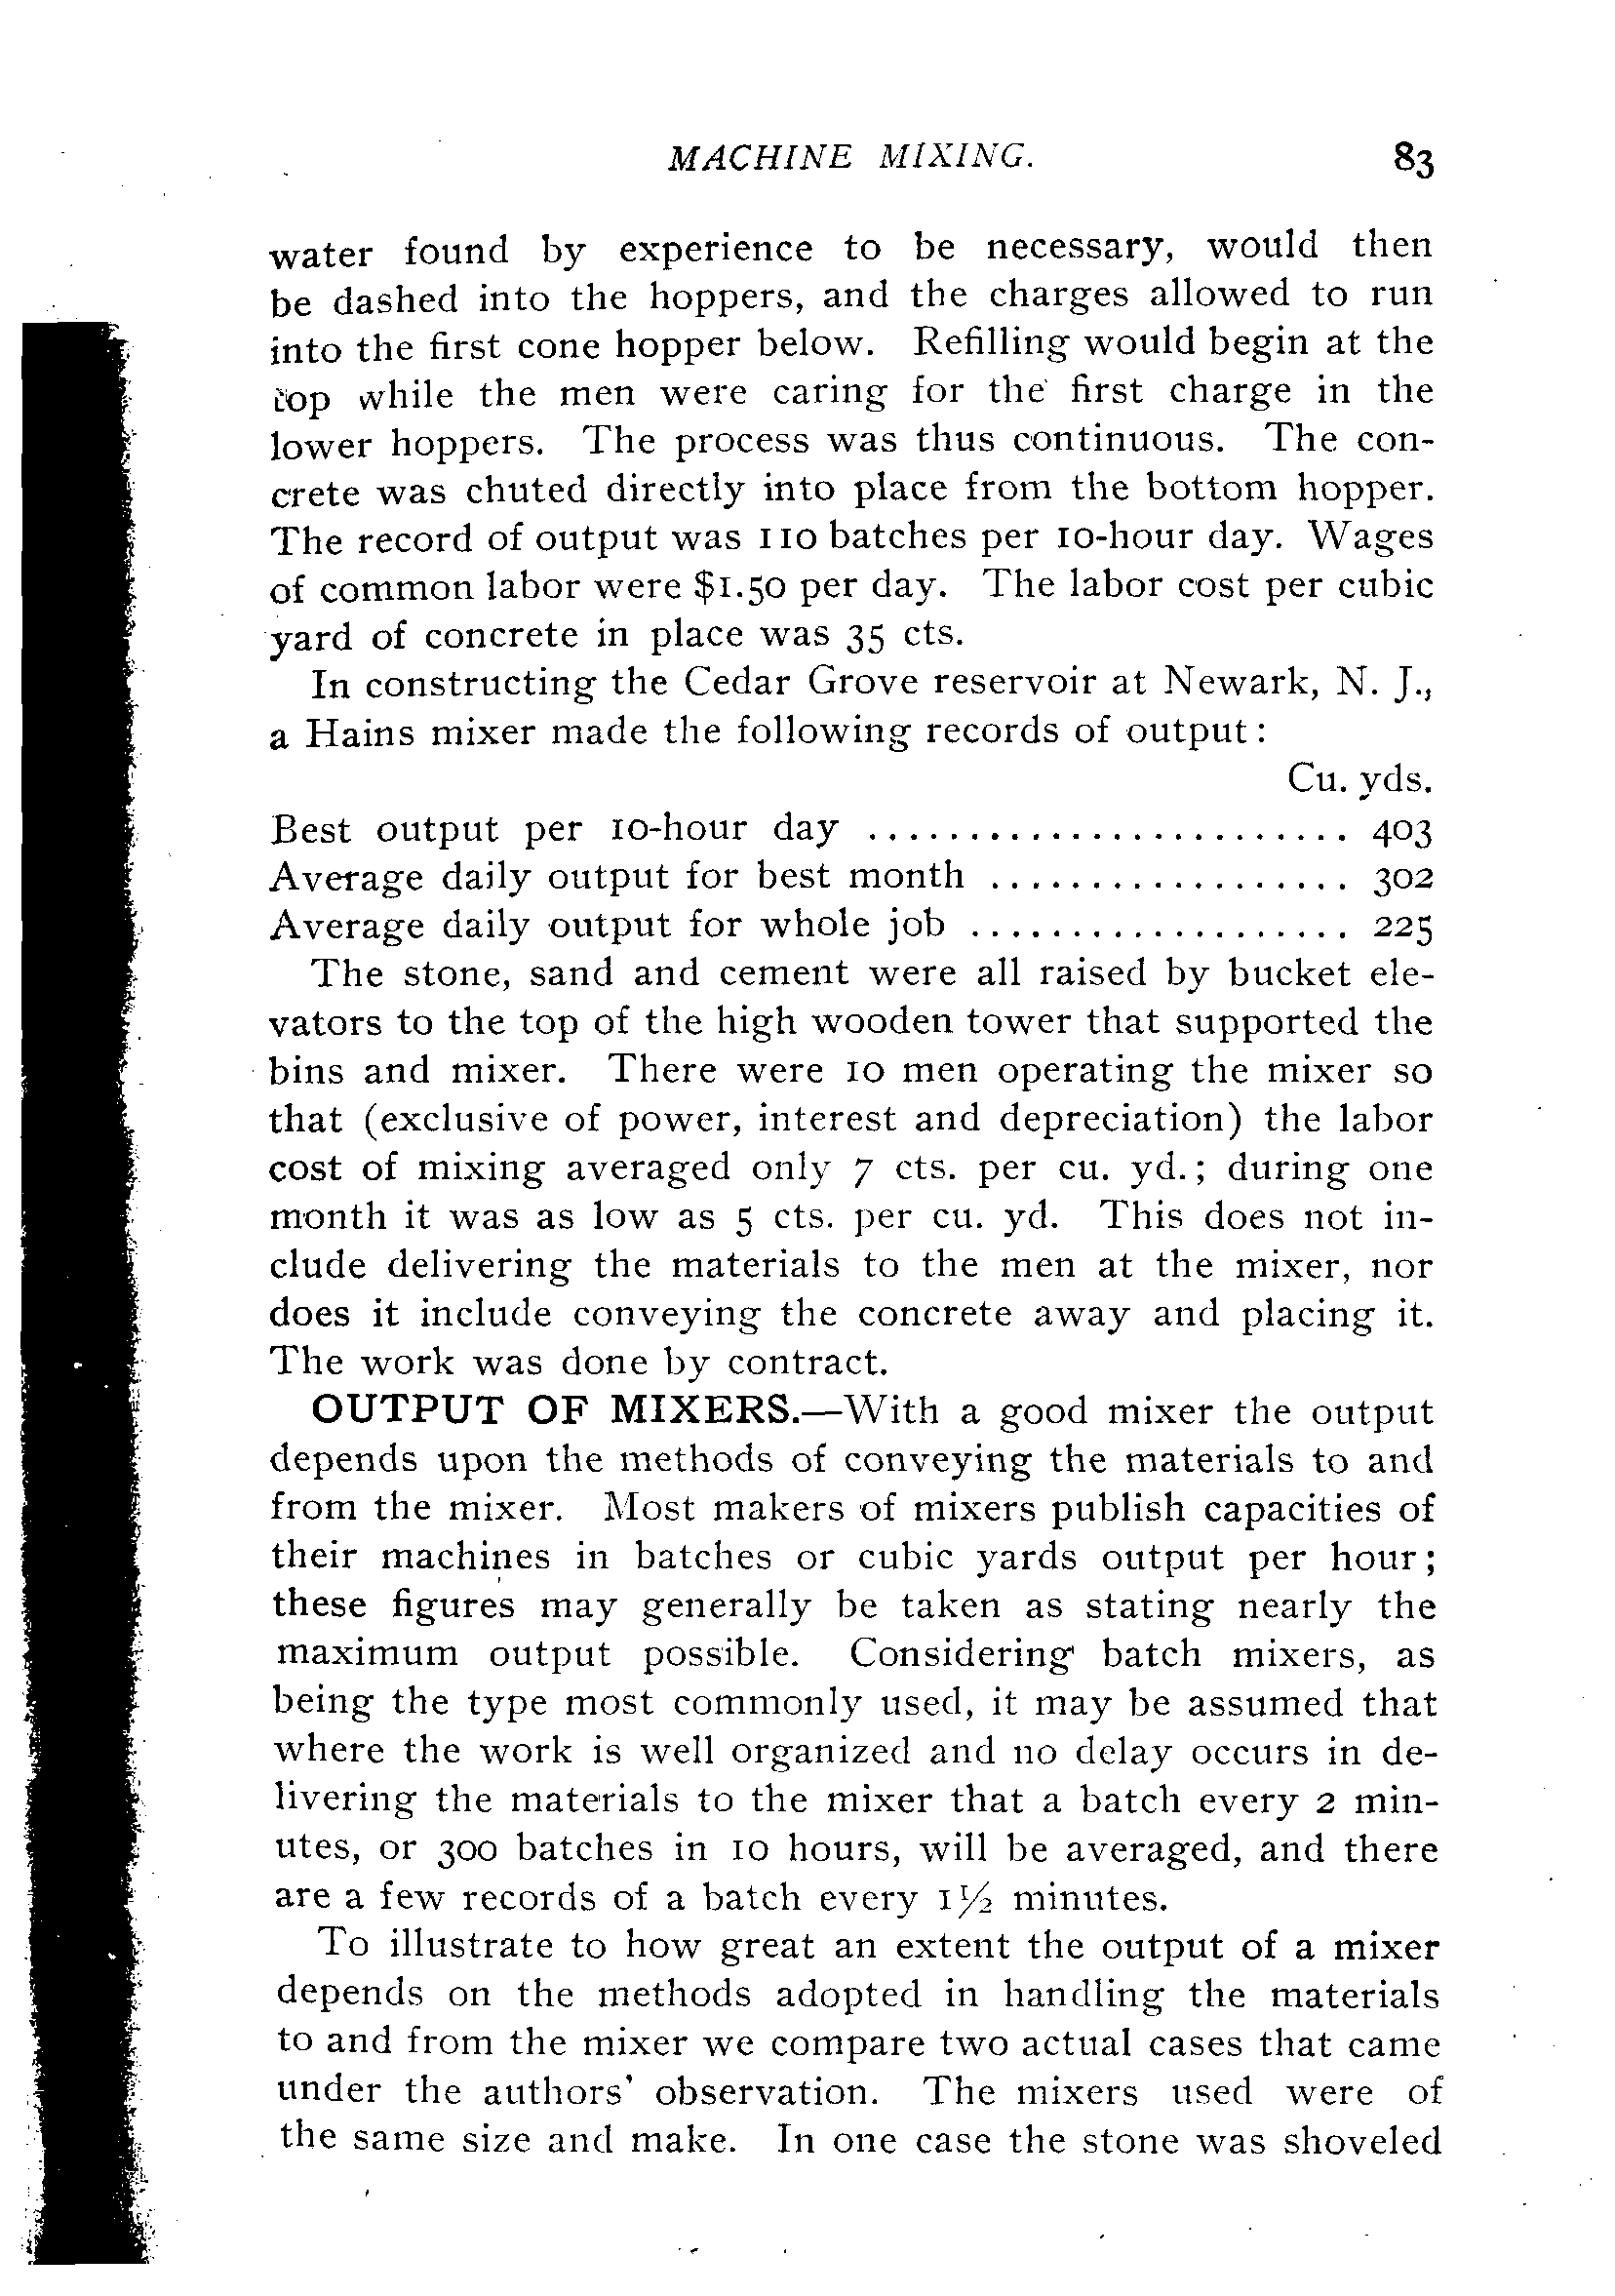 MACHINE MIXING. 83
water found by experience to be necessary, would then
be dashed into the hoppers, and the charges allowed to run
into the first cone hopper below. Refilling would begin at the
top while the men were caring for the first charge in the
lower hoppers. The process was thus continuous. The con-
crete was chuted directly into place from the bottom hopper.
The record of output was 110 batches per 10-hour day. Wages
of common labor were $1.50 per day. The labor cost per cubic
yard of concrete in place was 35 cts.
In constructing the Cedar Grove reservoir at Newark, N. J.,
a Hains mixer made the following records of output:
Cu. yds.
Best output per 10-hour day ........................ 403
Average daily output for best month .................. 302
Average daily output for whole job ................... 225
The stone, sand and cement were all raised by bucket ele-
vators to the top of the high wooden tower that supported the
bins and mixer. There were 10 men operating the mixer so
that (exclusive of power, interest and depreciation) the labor
cost of mixing averaged only 7 cts. per cu. yd.; during one
month it was as low as 5 cts. per cu. yd. This does not in-
clude delivering the materials to the men at the mixer, nor
does it include conveying the concrete away and placing it.
The work was done by contract.
OUTPUT OF MIXERS.—With a good mixer the output
depends upon the methods of conveying the materials to and
from the mixer. Most makers of mixers publish capacities of
their machines in batches or cubic yards output per hour;
these figures may generally be taken as stating nearly the
maximum output possible. Considering batch mixers, as
being the type most commonly used, it may be assumed that
where the work is well organized and no delay occurs in de-
livering the materials to the mixer that a batch every 2 min-
utes, or 300 batches in 10 hours, will be averaged, and there
are a few records of a batch every 1½ minutes.
To illustrate to how great an extent the output of a mixer
depends on the methods adopted in handling the materials
to and from the mixer we compare two actual cases that came
under the authors' observation. The mixers used were of
the same size and make. In one case the stone was shoveled